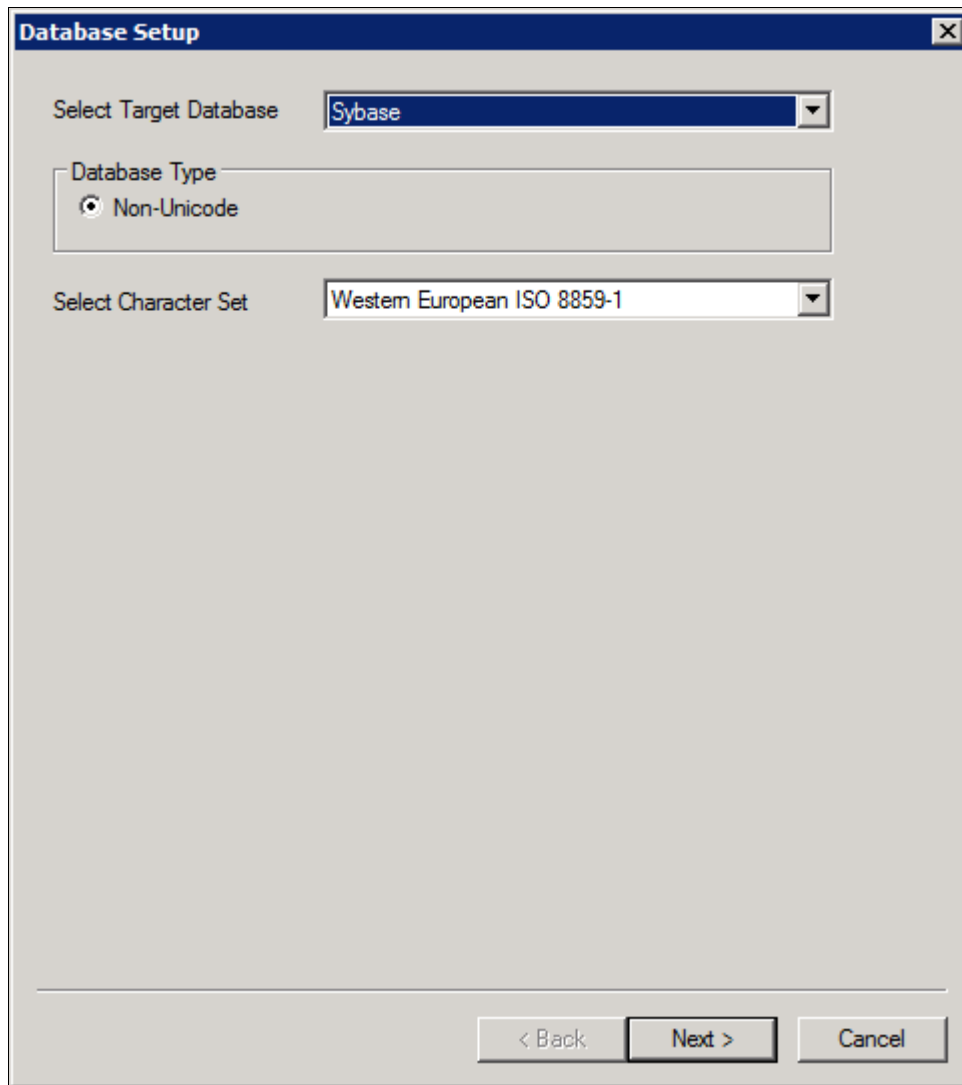 Database Setup
Select Target Database
Sybase
Database Type
Non-Unicode
Select Character Set
Western European ISO 8859-1
< Back
Next >
Cancel